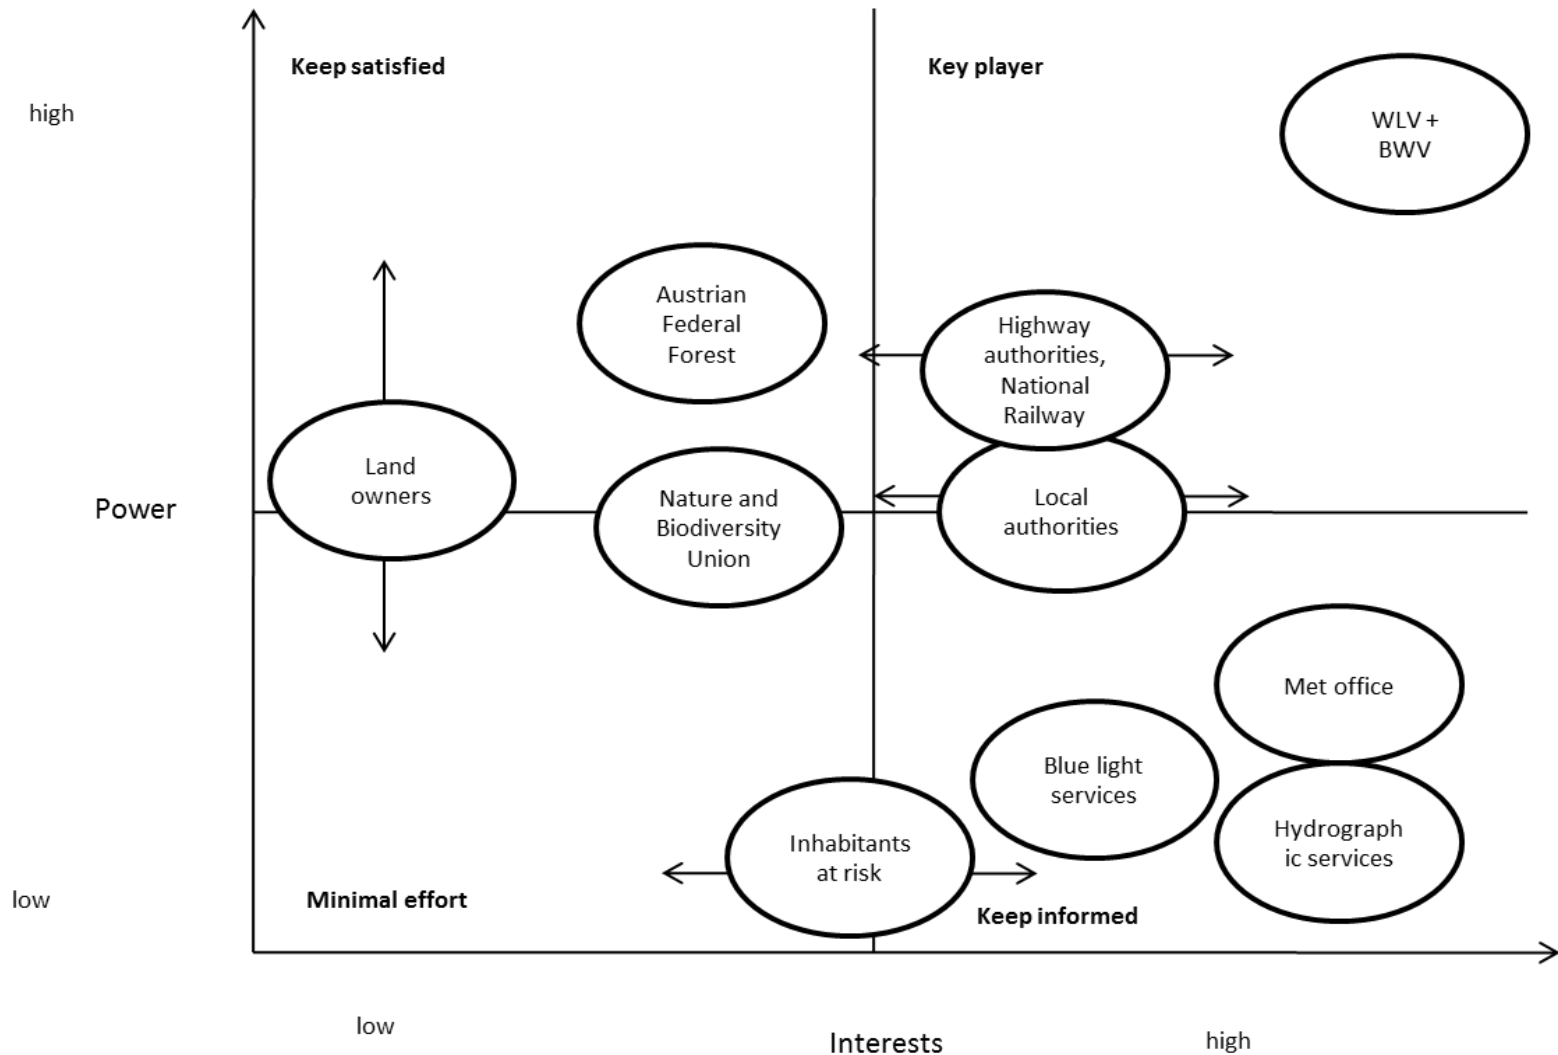 Keep satisfied
Key player
high
WLV +
BWV
Austrian
Federal
Forest
Highway
authorities,
National
Railway
Land
owners
Power
Nature and
Biodiversity
Union
Local
authorities
Met office
Blue light
services
Hydrograph
ic services
Inhabitants
at risk
Minimal effort
Keep informed
low
low
Interests
high